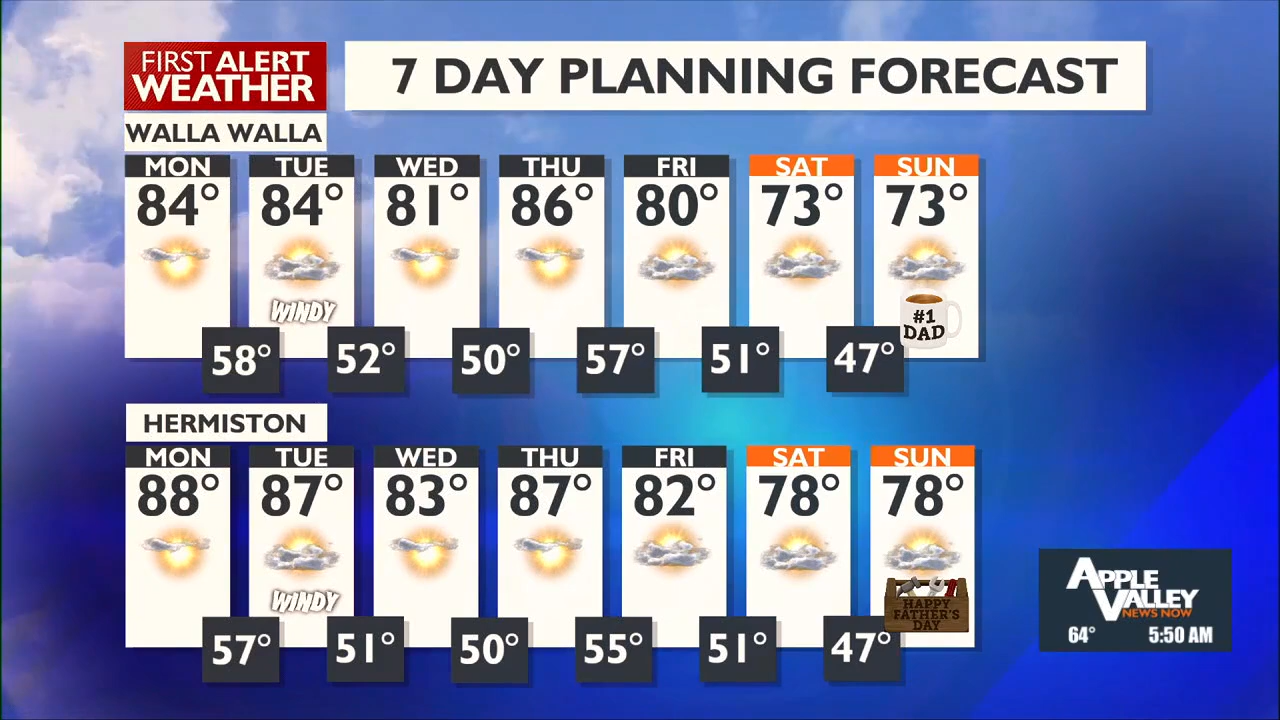 FIRST ALERT
WEATHER
7 DAY PLANNING FORECAST
WALLA WALLA
MON TUE WED THU FRI SAT SUN
84° 84° 81° 86° 80° 73° 73°
WINDY
#1
DAD
58° 52° 50° 57° 51° 47°
HERMISTON
MON TUE WED THU FRI SAT SUN
88° 87° 83° 87° 82° 78° 78°
WINDY
HAPPY
FATHER'S
DAY
57° 51° 50° 55° 51° 47°
APPLE
VALLEY
NEWS NOW
64° 5:50 AM